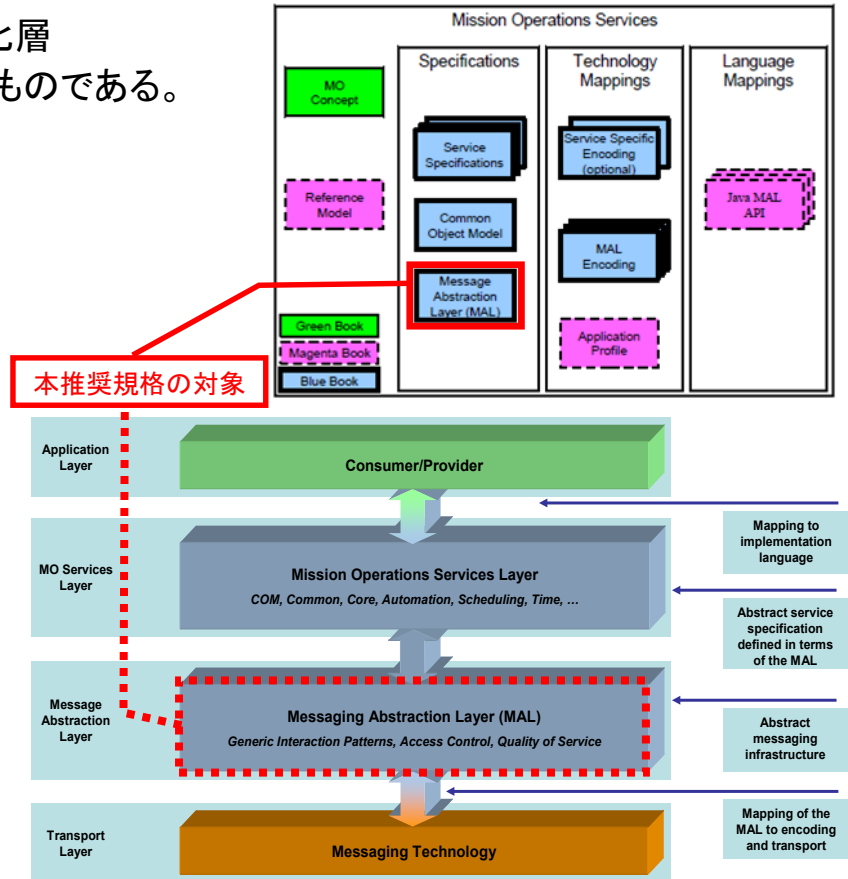 層
ものである。
Mission Operations Services
Specifications
Technology
Mappings
Language
Mappings
MO
Concept
Reference
Model
Green Book
Magenta Book
Blue Book
Service
Specifications
Common
Object Model
Message
Abstraction
Layer (MAL)
Service Specific
Encoding
(optional)
MAL
Encoding
Application
Profile
Java MAL
API
本推奨規格の対象
Application
Layer
Consumer/Provider
Mapping to
implementation
language
MO Services
Layer
Mission Operations Services Layer
COM, Common, Core, Automation, Scheduling, Time, …
Abstract service
specification
defined in terms
of the MAL
Message
Abstraction
Layer
Messaging Abstraction Layer (MAL)
Generic Interaction Patterns, Access Control, Quality of Service
Abstract
messaging
infrastructure
Mapping of the
MAL to encoding
and transport
Transport
Layer
Messaging Technology